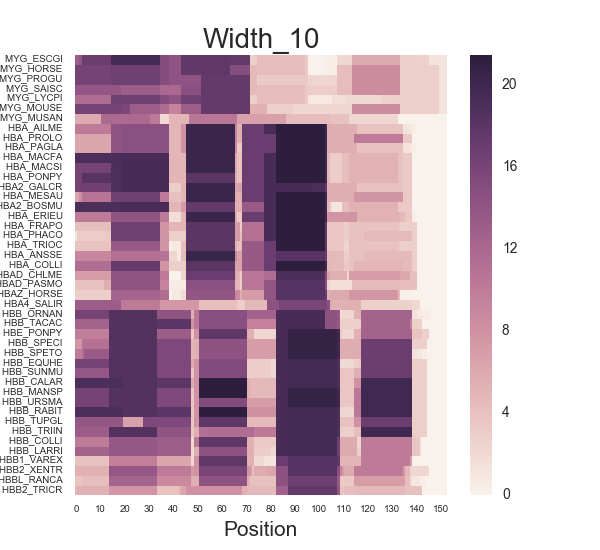 Width_10
MYG_ESCGI
MYG_HORSE
MYG_PROGU
MYG_SAISC
MYG_LYCPI
MYG_MOUSE
MYG_MUSAN
HBA_AILME
HBA_PROLO
HBA_PAGLA
HBA_MACFA
HBA_MACSI
HBA_PONPY
HBA2_GALCR
HBA_MESAU
HBA2_BOSMU
HBA_ERIEU
HBA_FRAPO
HBA_PHACO
HBA_TRIOC
HBA_ANSSE
HBA_COLLI
HBAD_CHLME
HBAD_PASMO
HBAZ_HORSE
HBA4_SALIR
HBB_ORNAN
HBB_TACAC
HBE_PONPY
HBB_SPECI
HBB_SPETO
HBB_EQUHE
HBB_SUNMU
HBB_CALAR
HBB_MANSP
HBB_URSMA
HBB_RABIT
HBB_TUPGL
HBB_TRIIN
HBB_COLLI
HBB_LARRI
HBB1_VAREX
HBB2_XENTR
HBBL_RANCA
HBB2_TRICR
0 10 20 30 40 50 60 70 80 90 100 110 120 130 140 150
Position
20
16
12
8
4
0